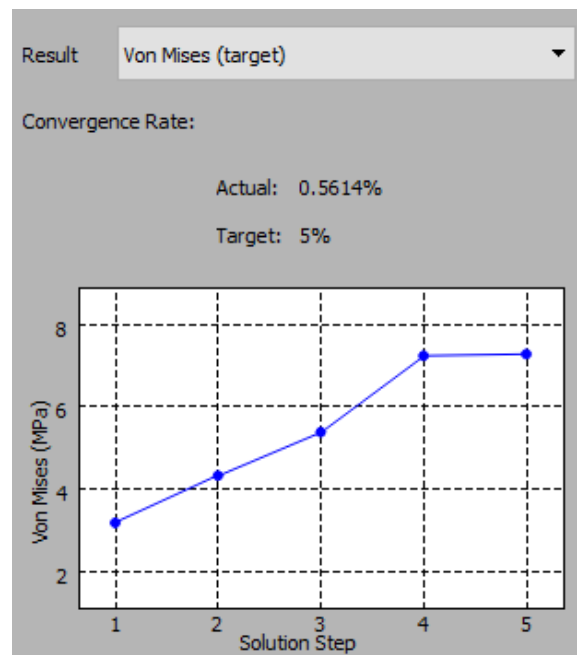 Result Von Mises (target)
Convergence Rate:
Actual: 0.5614%
Target: 5%
8
6
4
2
Von Mises (MPa)
1 2 3 4 5
Solution Step